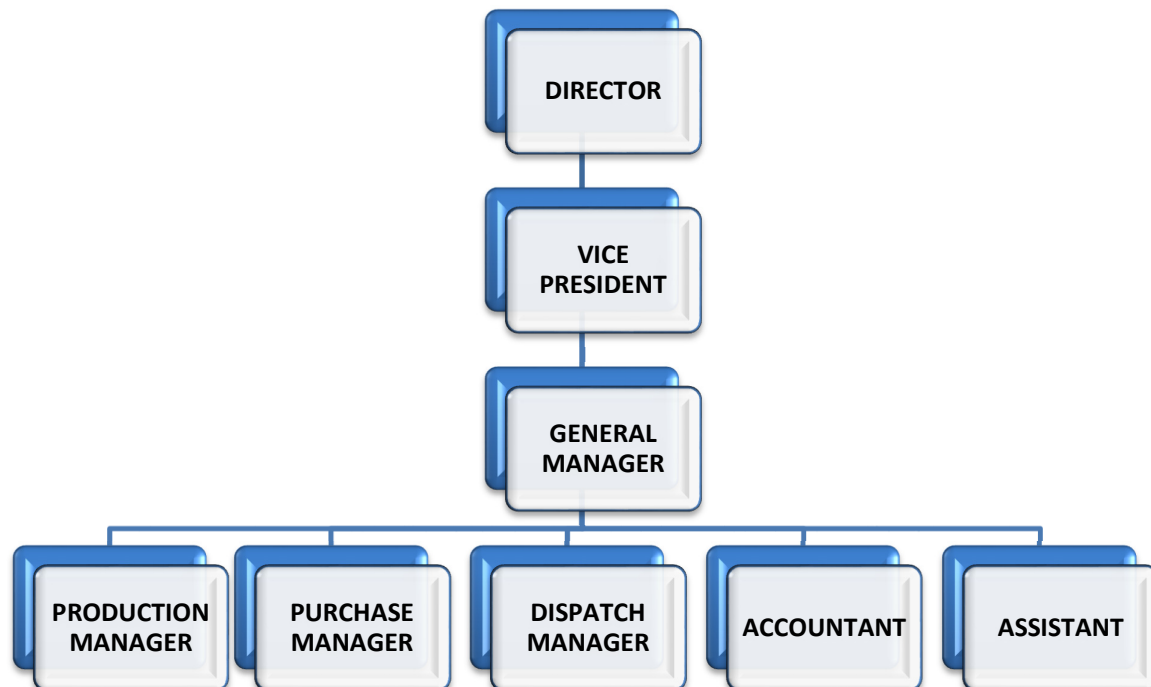 DIRECTOR
VICE
PRESIDENT
GENERAL
MANAGER
PRODUCTION
MANAGER
PURCHASE
MANAGER
DISPATCH
MANAGER
ACCOUNTANT
ASSISTANT